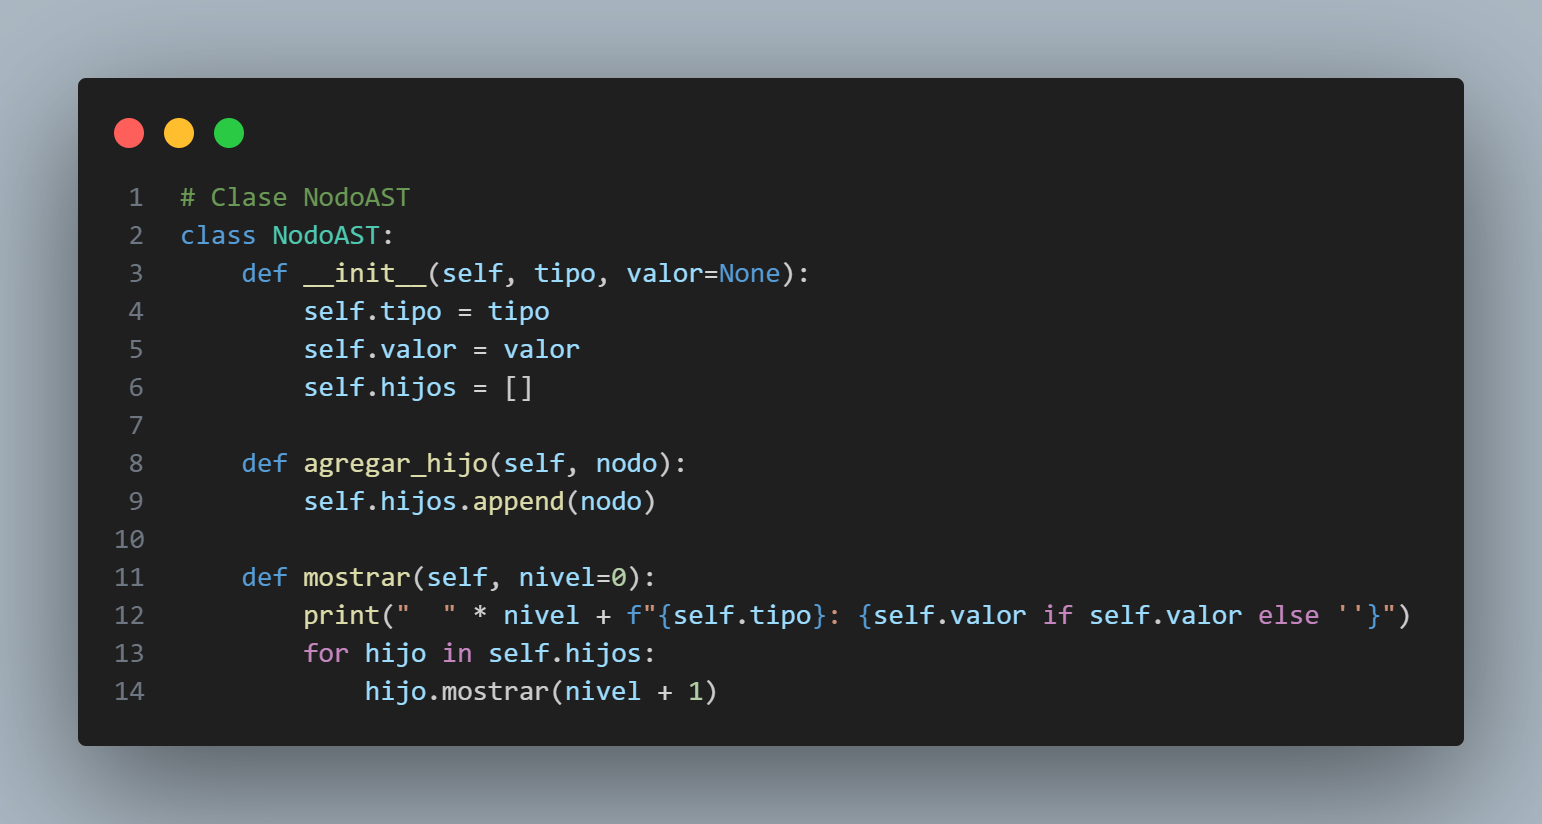 1 # Clase NodoAST
2 class NodoAST:
3     def __init__(self, tipo, valor=None):
4         self.tipo = tipo
5         self.valor = valor
6         self.hijos = []
7
8     def agregar_hijo(self, nodo):
9         self.hijos.append(nodo)
10
11     def mostrar(self, nivel=0):
12         print("  " * nivel + f"{self.tipo}: {self.valor if self.valor else ''}")
13         for hijo in self.hijos:
14             hijo.mostrar(nivel + 1)